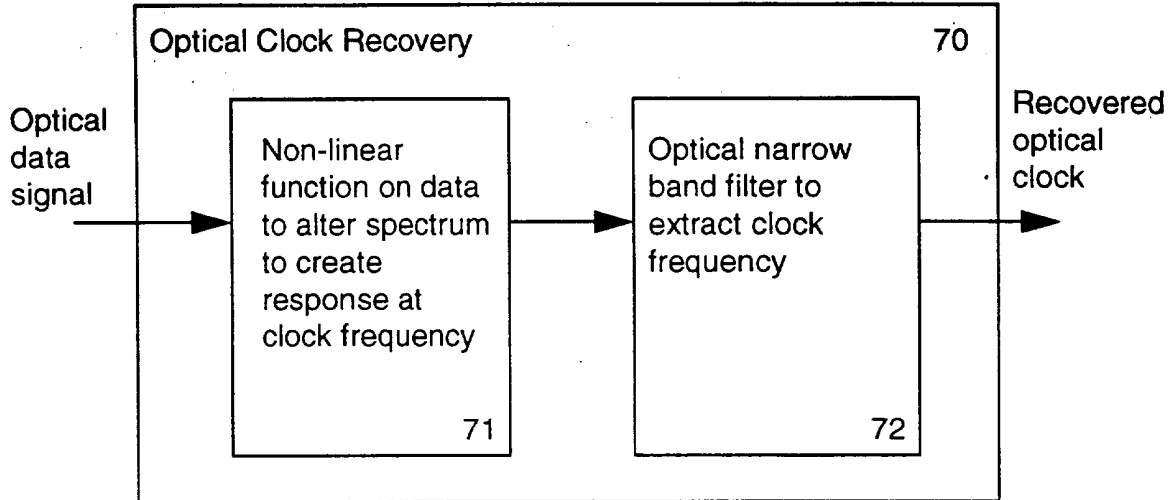 Optical Clock Recovery 70
Optical
data
signal
Non-linear
function on data
to alter spectrum
to create
response at
clock frequency
71
Optical narrow
band filter to
extract clock
frequency
72
Recovered
optical
clock